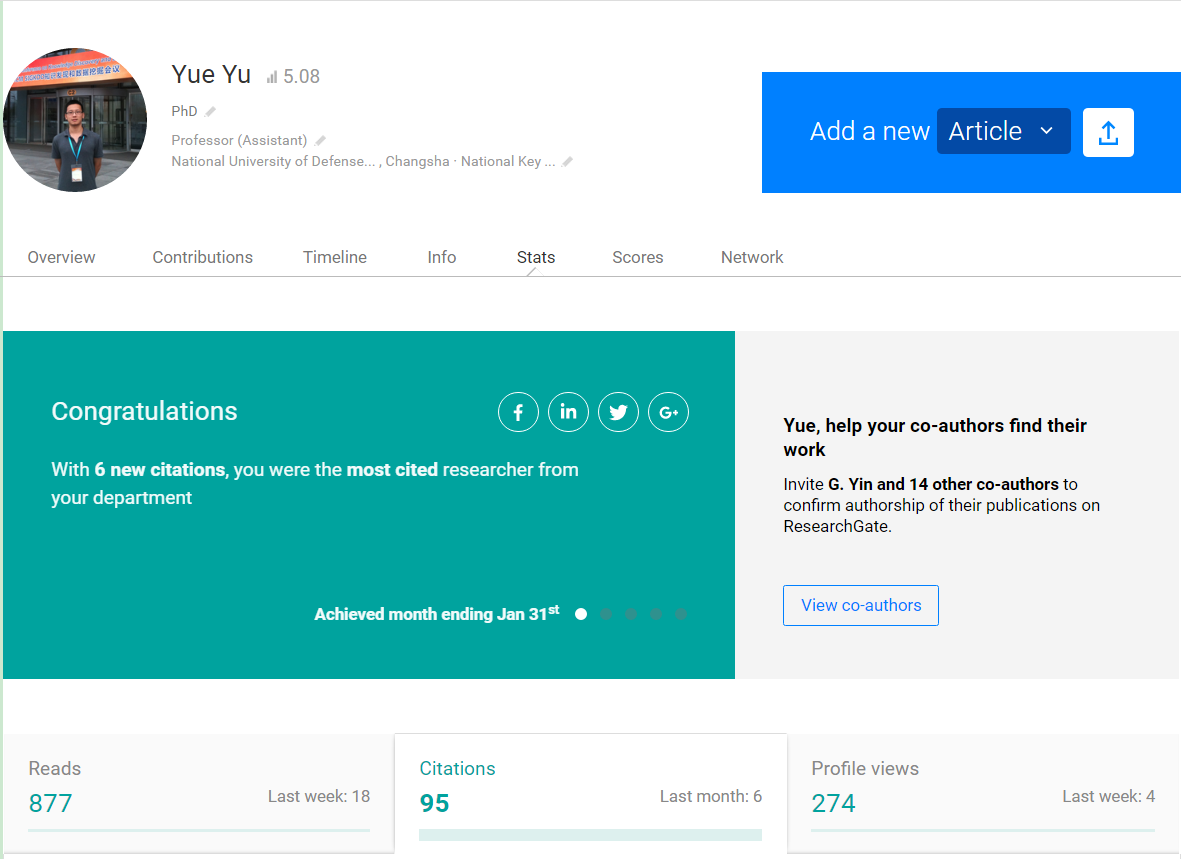 Yue Yu 5.08
PhD
Professor (Assistant)
National University of Defense... , Changsha · National Key ...
Add a new Article
Overview Contributions Timeline Info Stats Scores Network
Congratulations
With 6 new citations, you were the most cited researcher from
your department
Achieved month ending Jan 31st
Yue, help your co-authors find their
work
Invite G. Yin and 14 other co-authors to
confirm authorship of their publications on
ResearchGate.
View co-authors
Reads
877
Last week: 18
Citations
95
Last month: 6
Profile views
274
Last week: 4